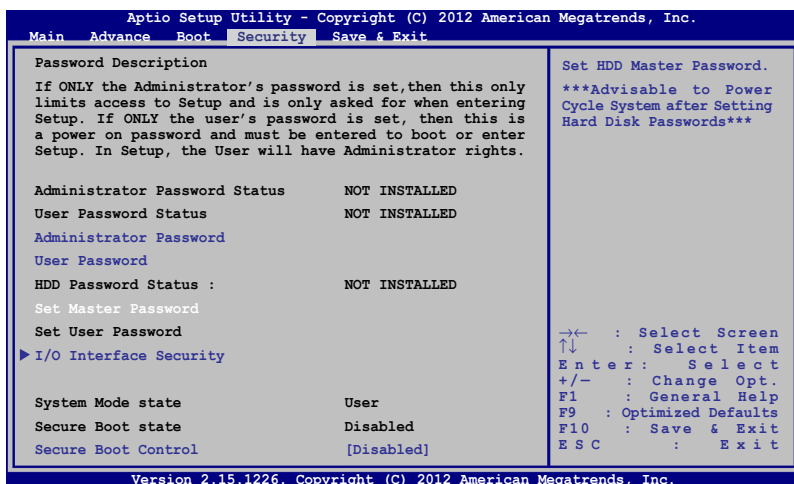 Aptio Setup Utility - Copyright (C) 2012 American Megatrends, Inc.
Main Advance Boot Security Save & Exit
Password Description
If ONLY the Administrator's password is set,then this only
limits access to Setup and is only asked for when entering
Setup. If ONLY the user's password is set, then this is
a power on password and must be entered to boot or enter
Setup. In Setup, the User will have Administrator rights.
Administrator Password Status NOT INSTALLED
User Password Status NOT INSTALLED
Administrator Password
User Password
HDD Password Status : NOT INSTALLED
Set Master Password
Set User Password
I/O Interface Security
System Mode state User
Secure Boot state Disabled
Secure Boot Control [Disabled]
Set HDD Master Password.
***Advisable to Power
Cycle System after Setting
Hard Disk Passwords***
→← : Select Screen
↑↓ : Select Item
Enter: Select
+/— : Change Opt.
F1 : General Help
F9 : Optimized Defaults
F10 : Save & Exit
ESC : Exit
Version 2.15.1226. Copyright (C) 2012 American Megatrends, Inc.